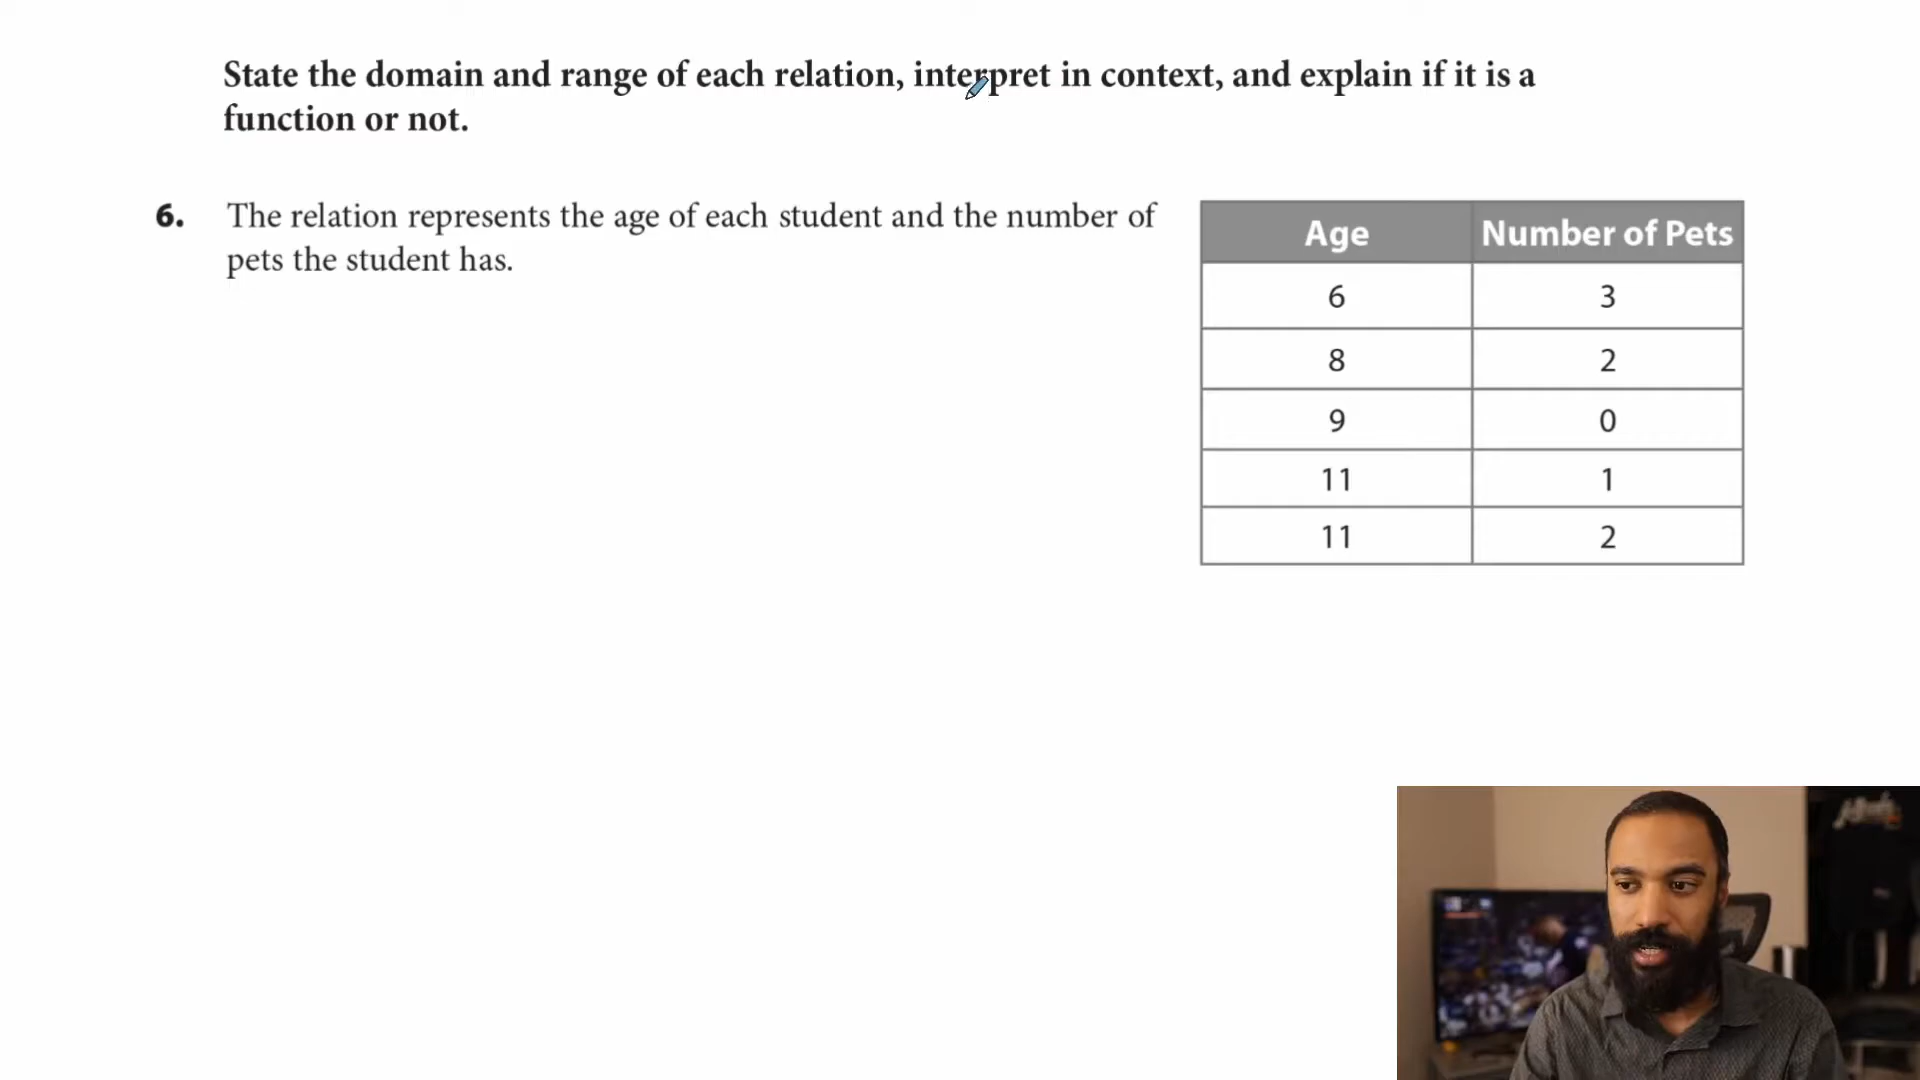 State the domain and range of each relation, interpret in context, and explain if it is a
function or not.
6. The relation represents the age of each student and the number of
pets the student has.
Age Number of Pets
6 3
8 2
9 0
11 1
11 2